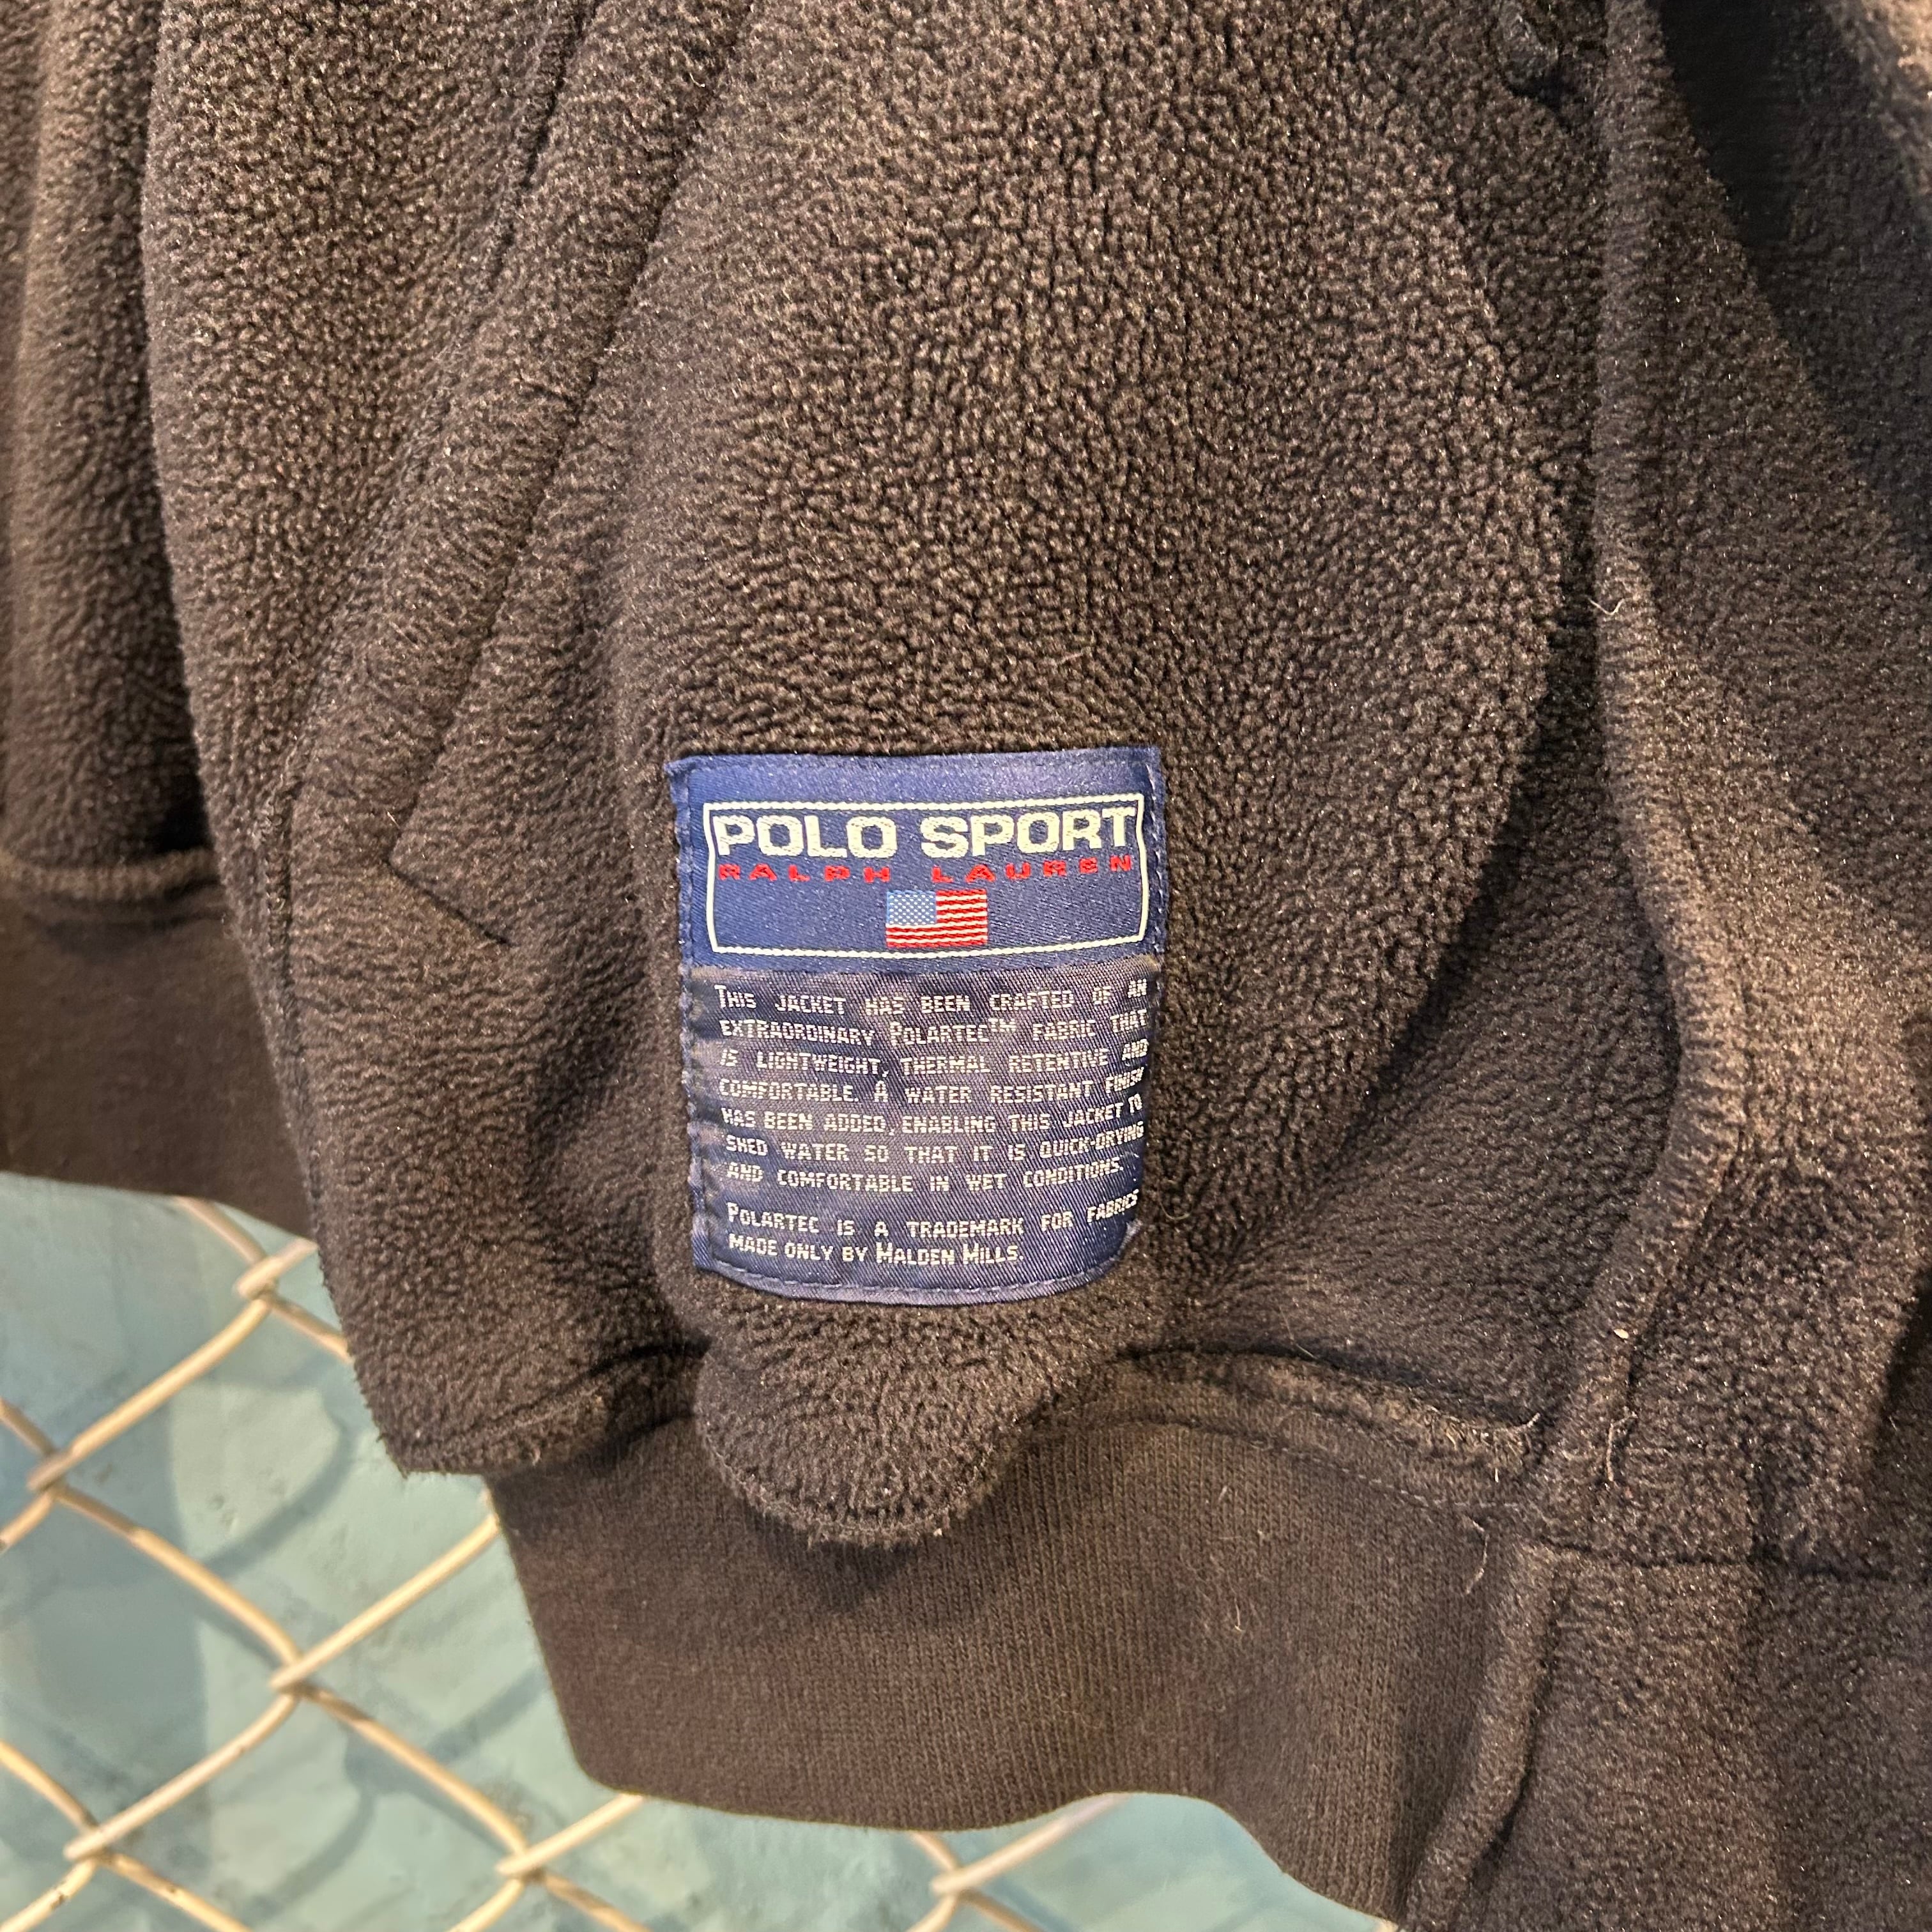 POLO SPORT
RALPH LAUREN
THIS JACKET HAS BEEN CRAFTED OF AN
EXTRAORDINARY POLARTEC™ FABRIC THAT
IS LIGHTWEIGHT, THERMAL RETENTIVE AND
COMFORTABLE. A WATER RESISTANT FINISH
HAS BEEN ADDED, ENABLING THIS JACKET TO
SHED WATER SO THAT IT IS QUICK-DRYING
AND COMFORTABLE IN WET CONDITIONS.
POLARTEC IS A TRADEMARK FOR FABRICS
MADE ONLY BY MALDEN MILLS.